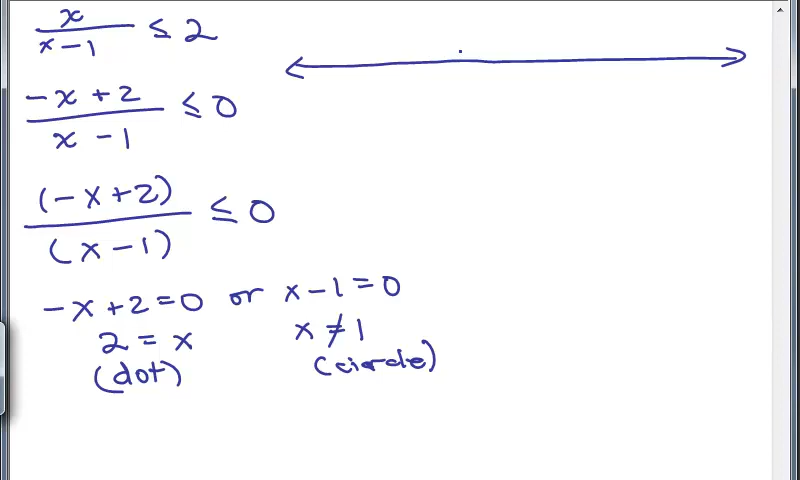 x/(x-1) ≤ 2
(-x+2)/(x-1) ≤ 0
(-x+2)/(x-1) ≤ 0
-x+2=0 or x-1=0
2=x x≠1
(dot) (circle)